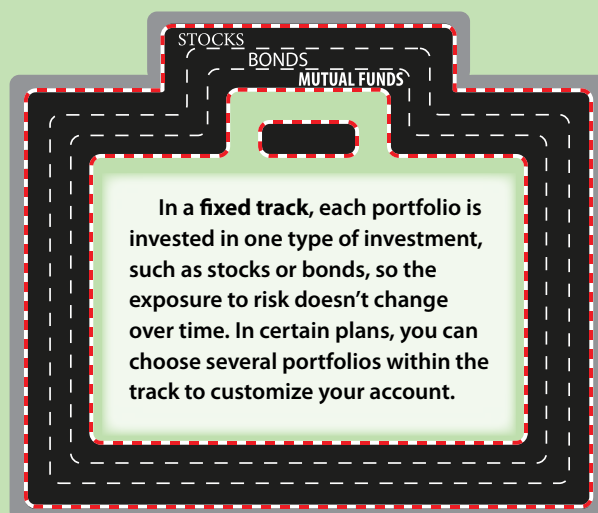 STOCKS
BONDS
MUTUAL FUNDS
In a fixed track, each portfolio is
invested in one type of investment,
such as stocks or bonds, so the
exposure to risk doesn’t change
over time. In certain plans, you can
choose several portfolios within the
track to customize your account.